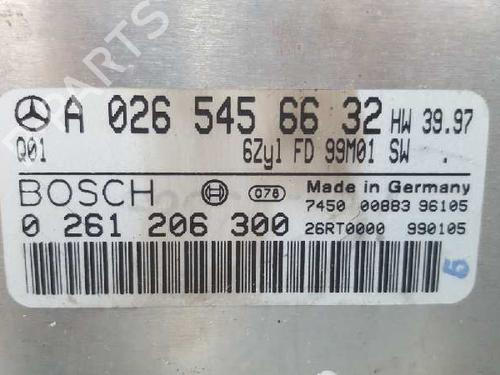 A 026 545 66 32 HW 39.97
Q01 6Zyl FD 99M01 SW .
BOSCH 078 Made in Germany
7450 00883 96105
0 261 206 300 26RT0000 990105